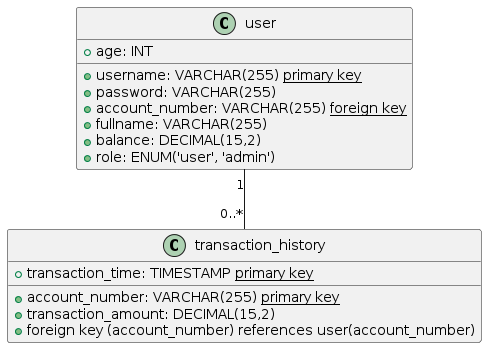 C user
age: INT
username: VARCHAR(255) primary key
password: VARCHAR(255)
account_number: VARCHAR(255) foreign key
fullname: VARCHAR(255)
balance: DECIMAL(15,2)
role: ENUM('user', 'admin')
1
0..*
C transaction_history
transaction_time: TIMESTAMP primary key
account_number: VARCHAR(255) primary key
transaction_amount: DECIMAL(15,2)
foreign key (account_number) references user(account_number)